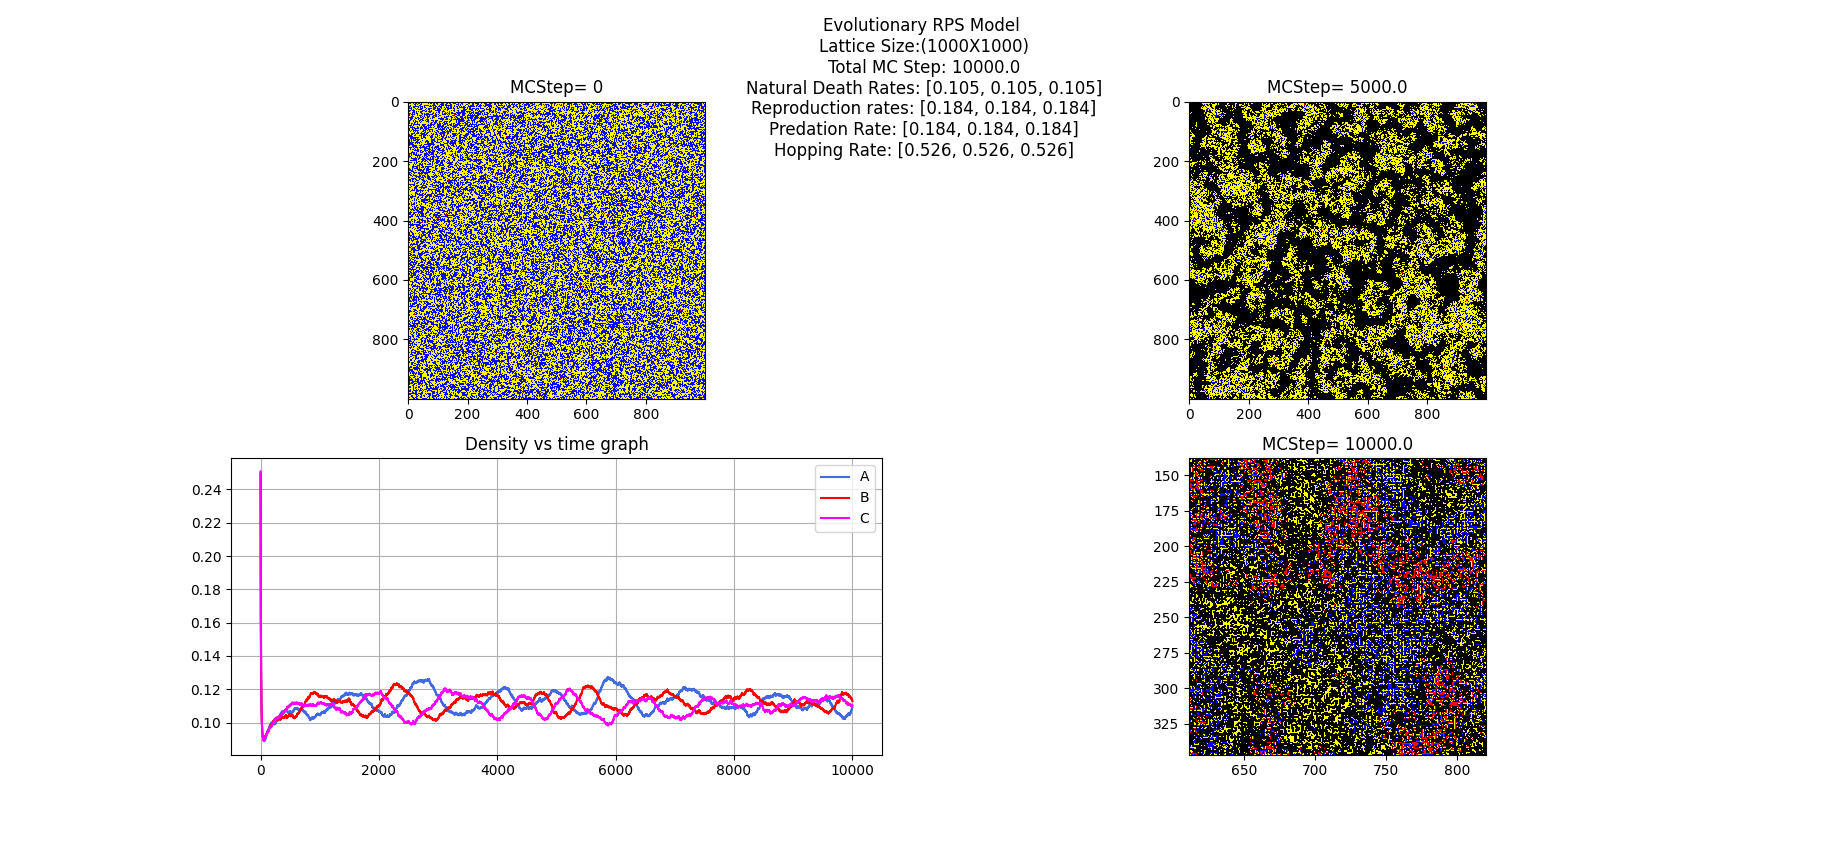 Evolutionary RPS Model
Lattice Size:(1000X1000)
Total MC Step: 10000.0
Natural Death Rates: [0.105, 0.105, 0.105]
Reproduction rates: [0.184, 0.184, 0.184]
Predation Rate: [0.184, 0.184, 0.184]
Hopping Rate: [0.526, 0.526, 0.526]
MCStep= 0
0
200
400
600
800
0 200 400 600 800
MCStep= 5000.0
0
200
400
600
800
0 200 400 600 800
Density vs time graph
0.24
0.22
0.20
0.18
0.16
0.14
0.12
0.10
0 2000 4000 6000 8000 10000
A
B
C
MCStep= 10000.0
150
175
200
225
250
275
300
325
650 700 750 800